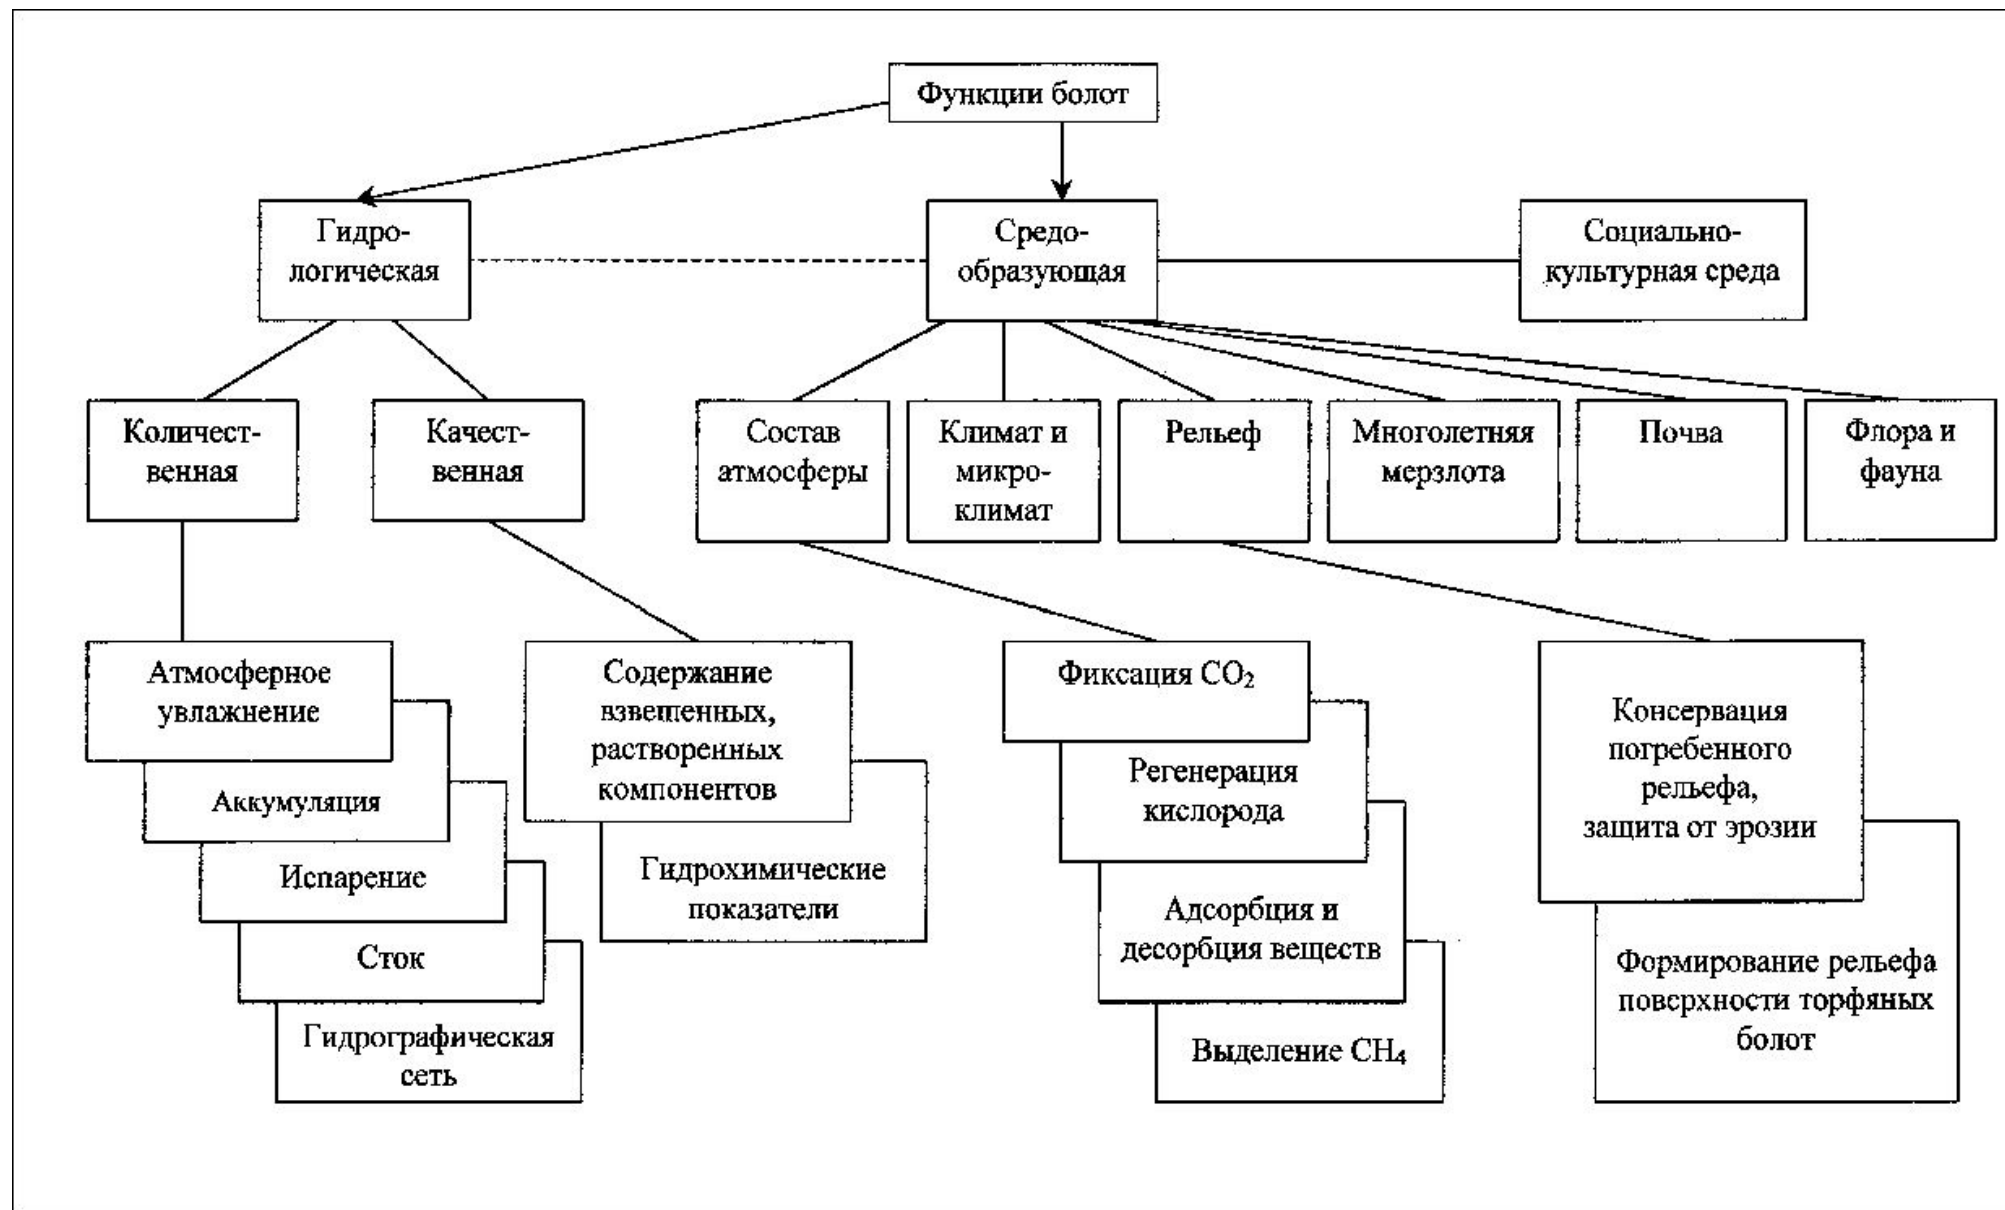 Функции болот
Гидро-
логическая
Средо-
образующая
Социально-
культурная среда
Количест-
венная
Качест-
венная
Состав
атмосферы
Климат и
микро-
климат
Рельеф
Многолетняя
мерзлота
Почва
Флора и
фауна
Атмосферное
увлажнение
Аккумуляция
Испарение
Сток
Гидрографическая
сеть
Содержание
взвешенных,
растворенных
компонентов
Гидрохимические
показатели
Фиксация CO₂
Регенерация
кислорода
Адсорбция и
десорбция веществ
Выделение CH₄
Консервация
погребенного
рельефа,
защита от эрозии
Формирование рельефа
поверхности торфяных
болот